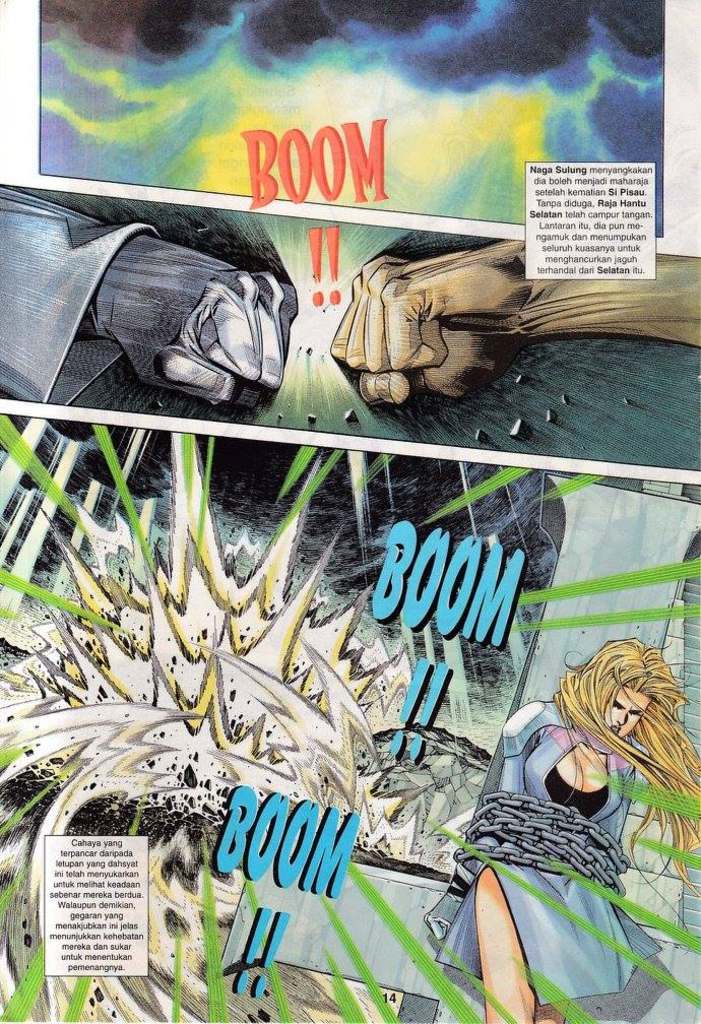 BOOM
!!
Naga Sulung menyangkakan
dia boleh menjadi maharaja
setelah kematian Si Pisau.
Tanpa diduga, Raja Hantu
Selatan telah campur tangan.
Lantaran itu, dia pun me-
ngamuk dan menumpukan
seluruh kuasanya untuk
menghancurkan jaguh
terhandal dari Selatan itu.
BOOM
!!
BOOM
!!
Cahaya yang
terpancar daripada
letupan yang dahsyat
ini telah menyukarkan
untuk melihat keadaan
sebenar mereka berdua.
Walaupun demikian,
gegaran yang
menakjubkan ini jelas
menunjukkan kehebatan
mereka dan sukar
untuk menentukan
pemenangnya.
14